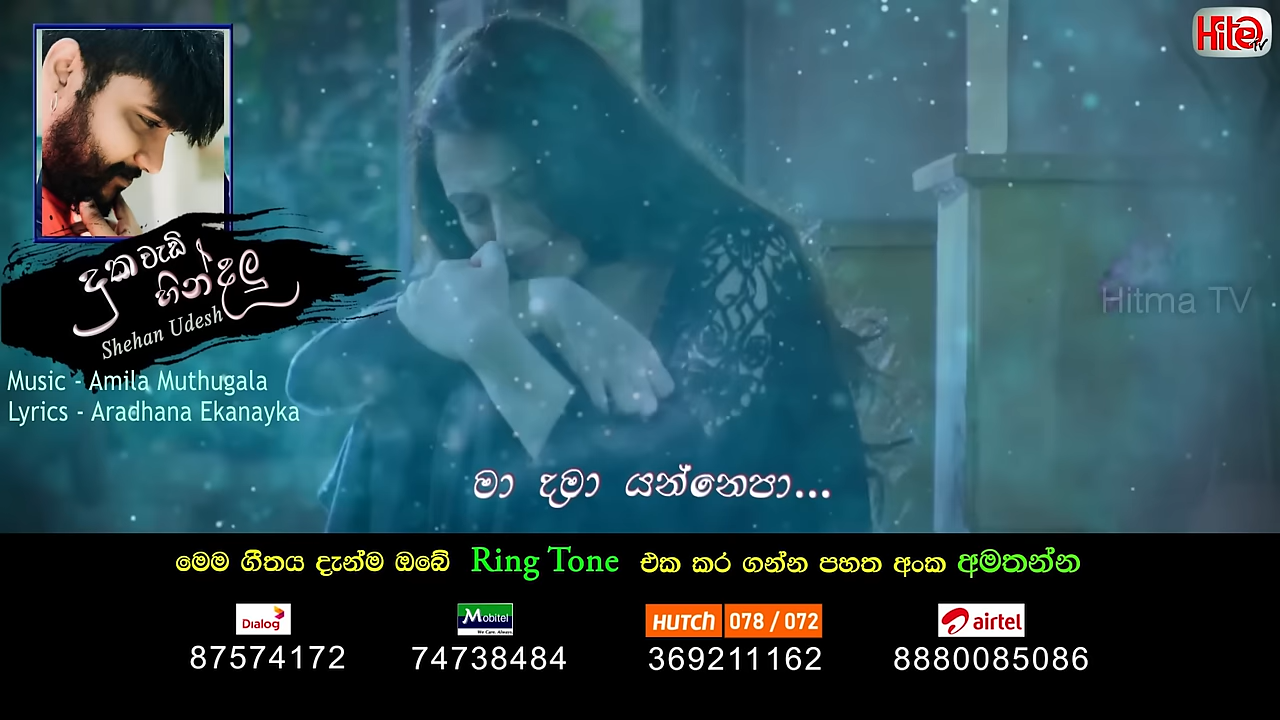 Hite TV
දුක වැඩි
හින්දලු
Shehan Udesh
Hitma TV
Music - Amila Muthugala
Lyrics - Aradhana Ekanayka
මා දමා යන්නෙපා...
මෙම ගීතය දැන්ම ඔබේ Ring Tone එක කර ගන්න පහත අංක අමතන්න
Dialog Mobitel HUTCH 078 / 072 airtel
We Care. Always.
87574172 74738484 369211162 8880085086